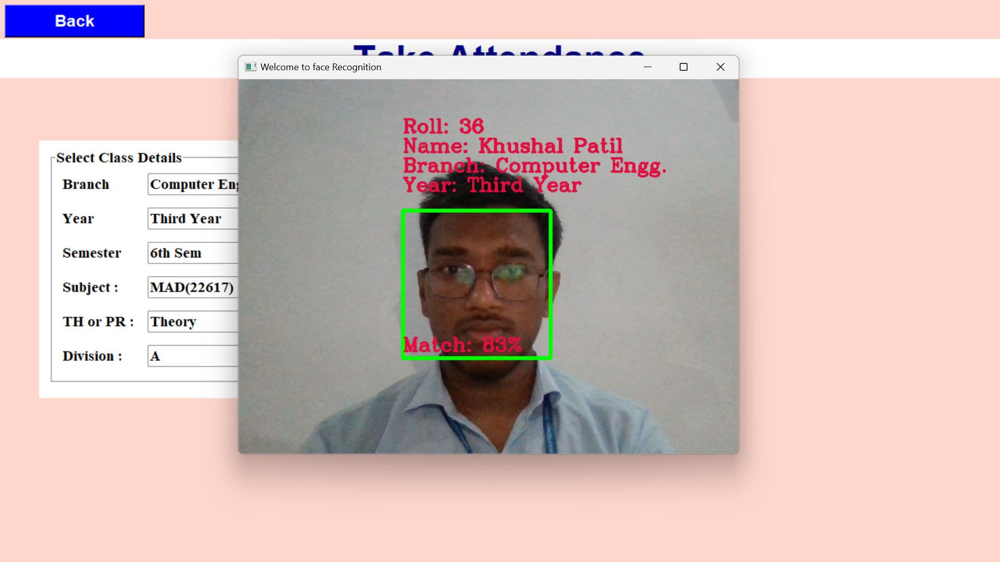 Back
Take Attendance
Welcome to face Recognition
Roll: 36
Name: Khushal Patil
Branch: Computer Engg.
Year: Third Year
Match: 83%
Select Class Details
Branch
Computer Eng
Year
Third Year
Semester
6th Sem
Subject :
MAD(22617)
TH or PR :
Theory
Division :
A